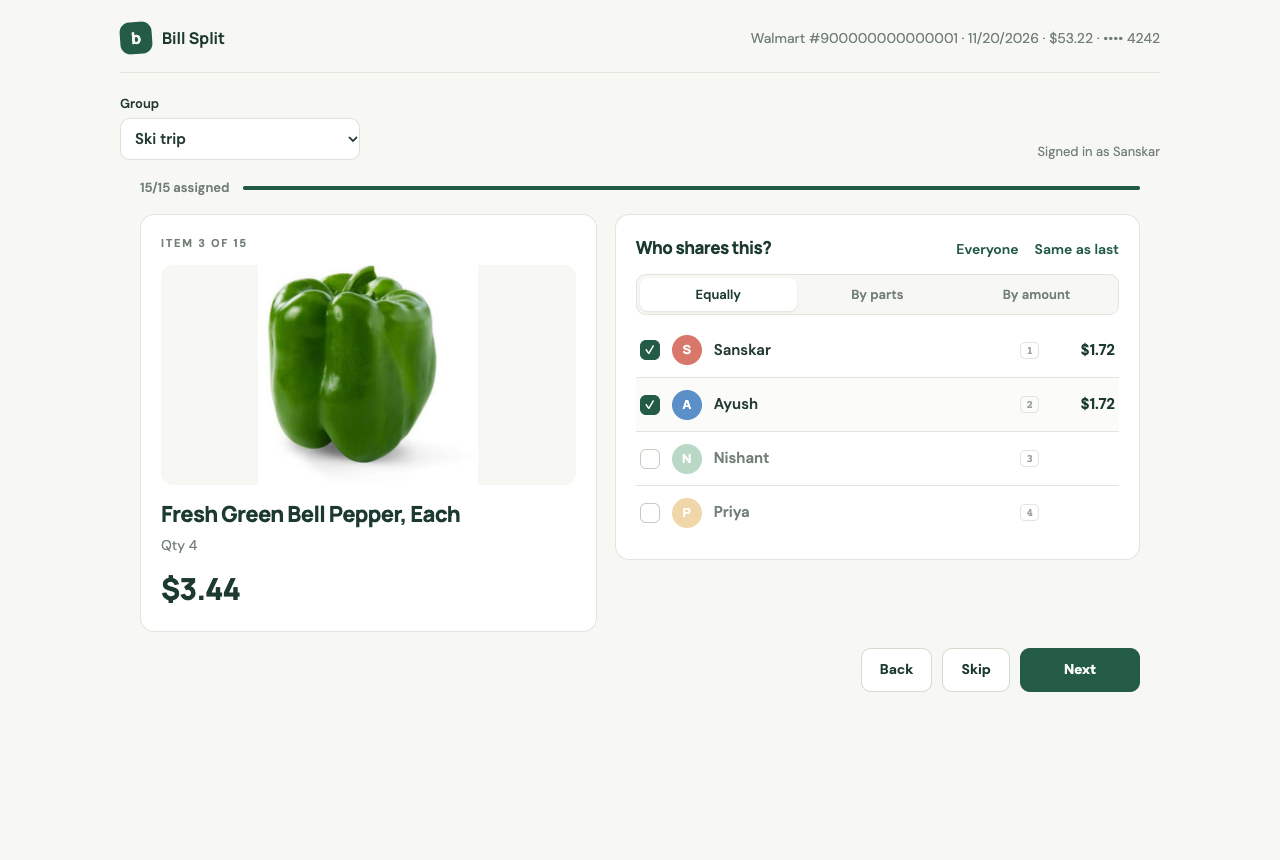 b Bill Split
Walmart #900000000000001 · 11/20/2026 · $53.22 · •••• 4242
Group
Ski trip
Signed in as Sanskar
15/15 assigned
ITEM 3 OF 15
Fresh Green Bell Pepper, Each
Qty 4
$3.44
Who shares this?
Everyone Same as last
Equally By parts By amount
S Sanskar 1 $1.72
A Ayush 2 $1.72
N Nishant 3
P Priya 4
Back Skip Next